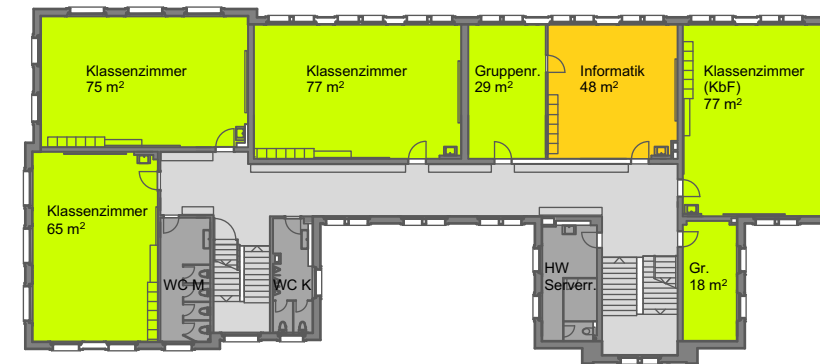 Klassenzimmer
75 m²
Klassenzimmer
77 m²
Gruppenr.
29 m²
Informatik
48 m²
Klassenzimmer
(KbF)
77 m²
Klassenzimmer
65 m²
WC M
WC K
HW
Serverr.
Gr.
18 m²